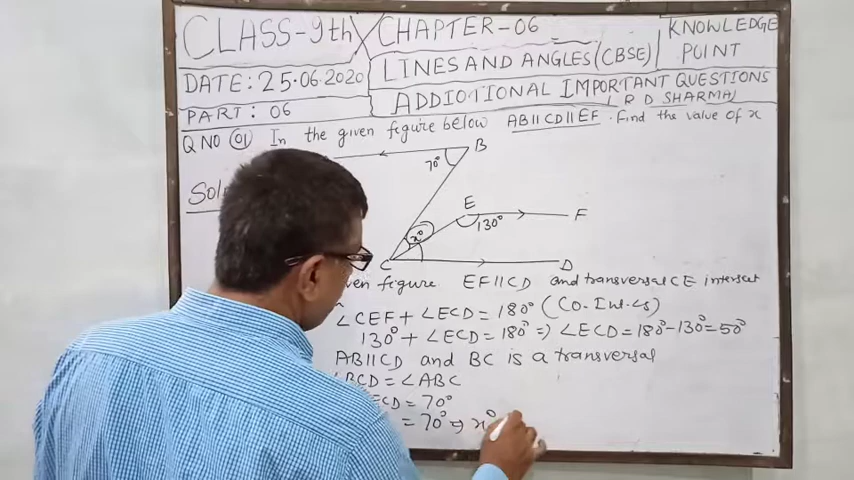 CLASS-9th
CHAPTER-06
KNOWLEDGE POINT
DATE: 25.06.2020
LINES AND ANGLES (CBSE)
PART: 06
ADDIOTIONAL IMPORTANT QUESTIONS
R D SHARMA
Q NO 01 In the given figure below AB||CD||EF. Find the value of x
B
70°
E
F
130°
x°
C
D
figure. EF||CD and transversal CE intersect
∠CEF + ∠ECD = 180° (Co-Int-∠s)
130° + ∠ECD = 180° ⇒ ∠ECD = 180°-130°=50°
AB||CD and BC is a transversal
∠BCD = ∠ABC
ECD = 70°
= 70° ⇒ x°